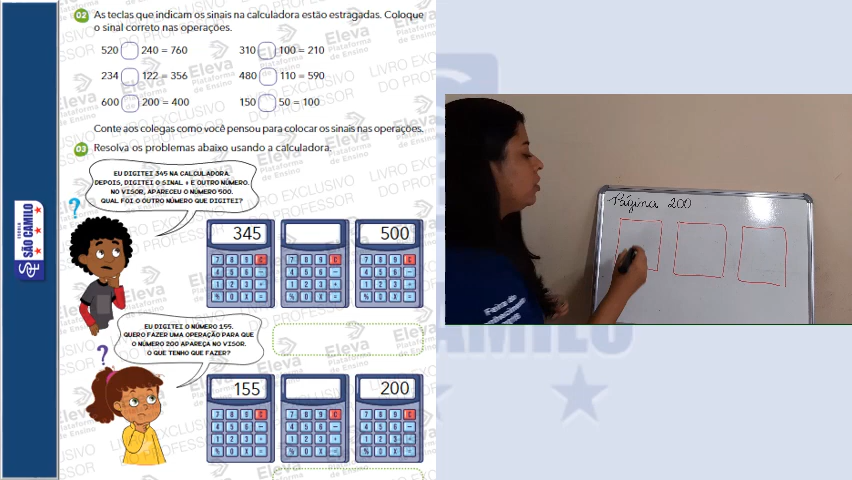 02 As teclas que indicam os sinais na calculadora estão estragadas. Coloque
o sinal correto nas operações.
520 240 = 760 310 100 = 210
234 122 = 356 480 110 = 590
600 200 = 400 150 50 = 100
Conte aos colegas como você pensou para colocar os sinais nas operações.
03 Resolva os problemas abaixo usando a calculadora.
EU DIGITEI 345 NA CALCULADORA.
DEPOIS, DIGITEI O SINAL + E OUTRO NÚMERO.
NO VISOR, APARECEU O NÚMERO 500.
QUAL FOI O OUTRO NÚMERO QUE DIGITEI?
345 500
EU DIGITEI O NÚMERO 155.
QUERO FAZER UMA OPERAÇÃO PARA QUE
O NÚMERO 200 APAREÇA NO VISOR.
O QUE TENHO QUE FAZER?
155 200
SÃO CAMILO
Página 200
Eleva
Plataforma
de Ensino
LIVRO EXCLUSIVO
DO PROFESSOR